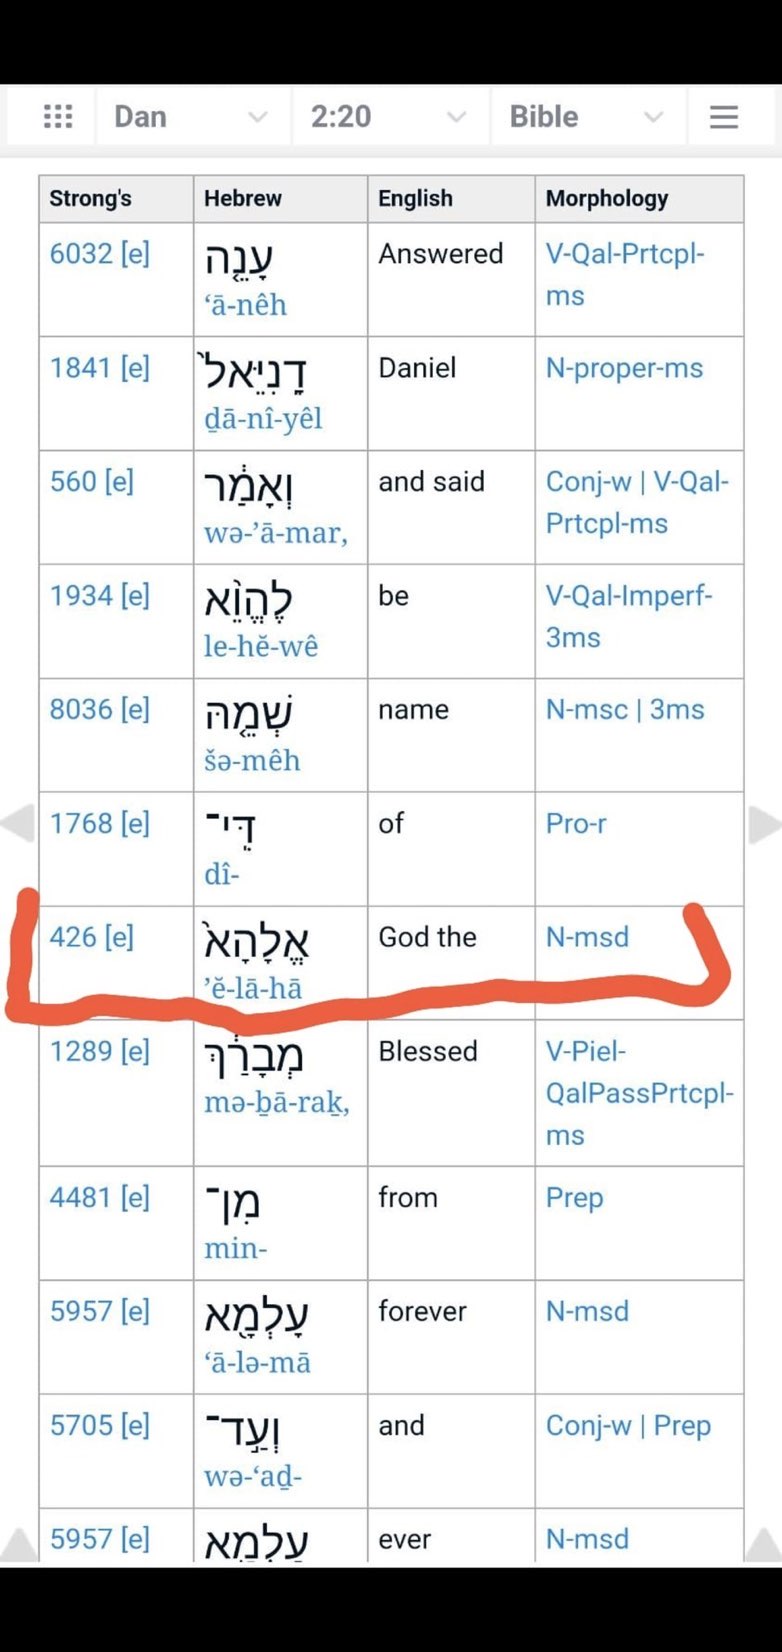 Dan 2:20 Bible
Strong's Hebrew English Morphology
6032 [e] עָנֵ֤ה Answered V-Qal-Prtcpl-
‘ā-nêh ms
1841 [e] דָֽנִיֵּאל֙ Daniel N-proper-ms
ḏā-nî-yêl
560 [e] וְאָמַ֔ר and said Conj-w | V-Qal-
wə-’ā-mar, Prtcpl-ms
1934 [e] לֶהֱוֵ֨א be V-Qal-Imperf-
le-hĕ-wê 3ms
8036 [e] שְׁמֵ֤הּ name N-msc | 3ms
šə-mêh
1768 [e] דִּֽי־ of Pro-r
dî-
426 [e] אֱלָהָא֙ God the N-msd
’ĕ-lā-hā
1289 [e] מְבָרַ֔ךְ Blessed V-Piel-
mə-ḇā-raḵ, QalPassPrtcpl-
ms
4481 [e] מִן־ from Prep
min-
5957 [e] עָלְמָ֖א forever N-msd
‘ā-lə-mā
5705 [e] וְעַ֣ד־ and Conj-w | Prep
wə-‘aḏ-
5957 [e] עָלְמָ֑א ever N-msd